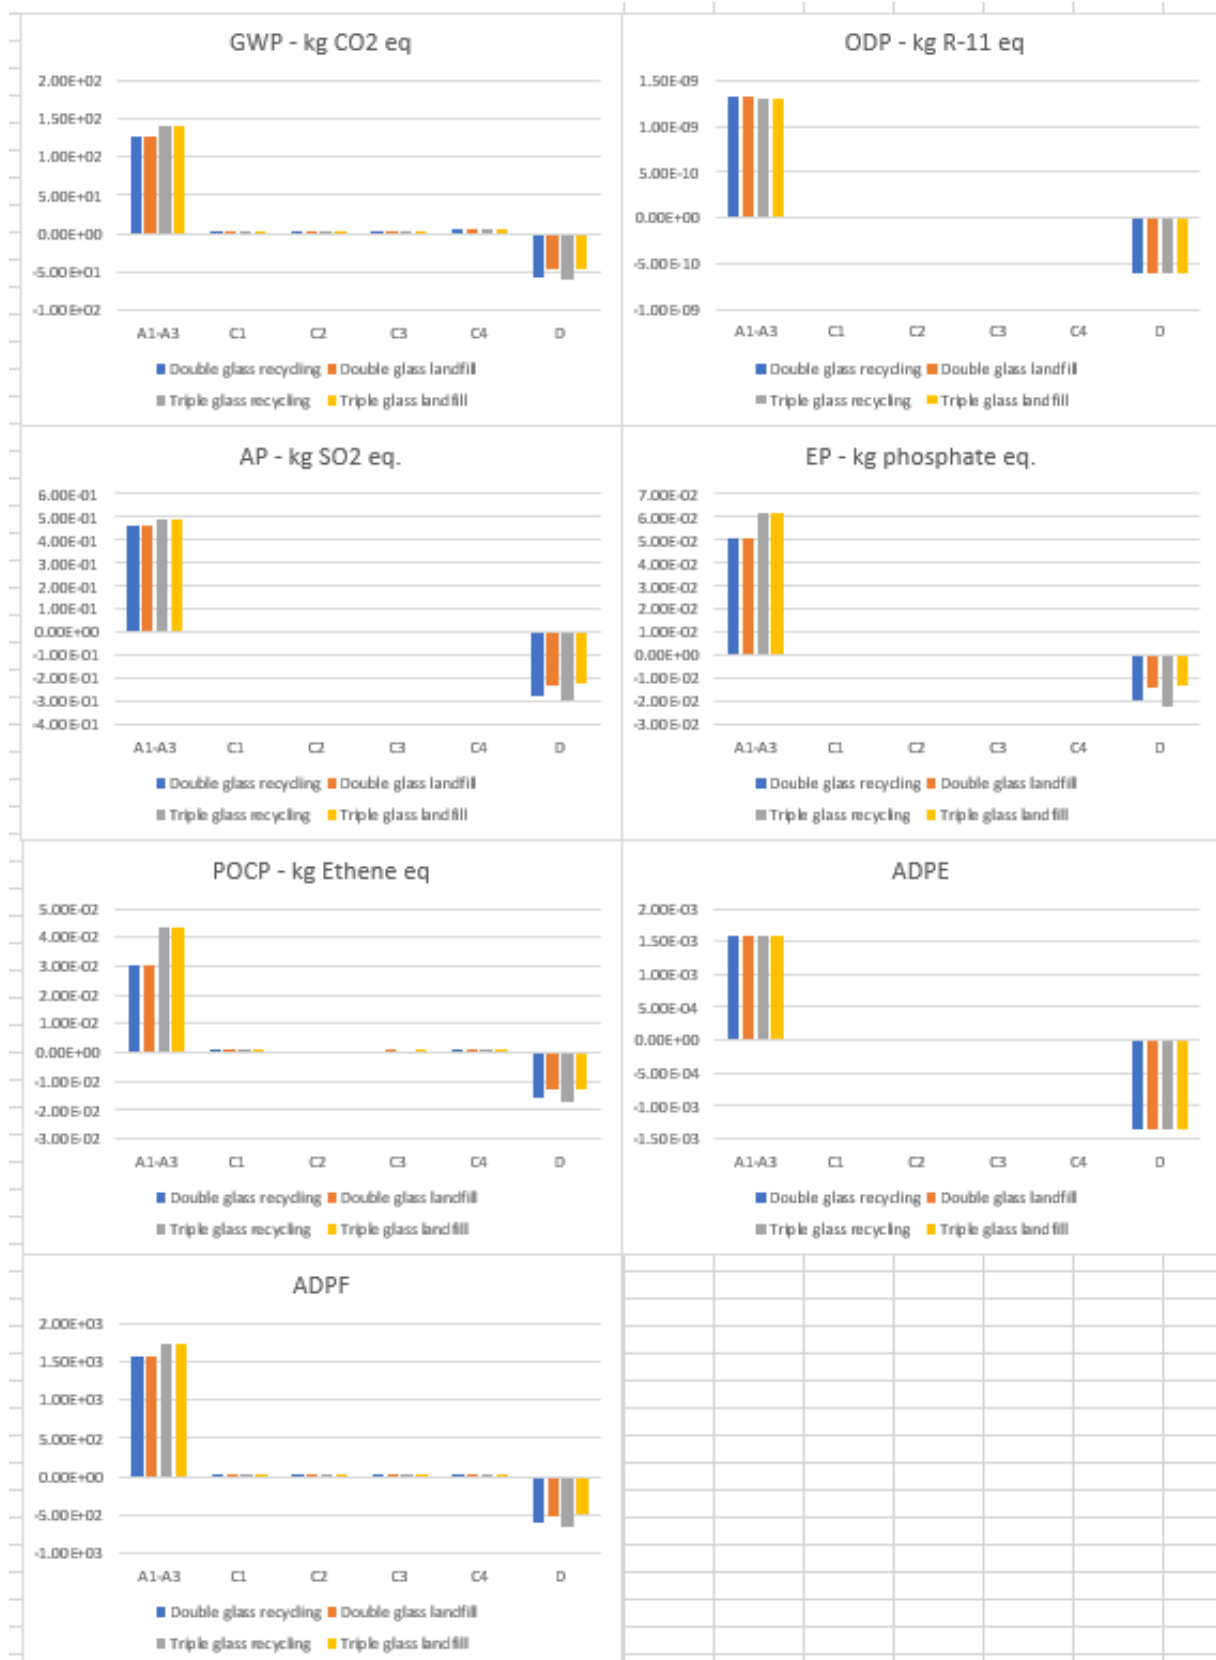 GWP - kg CO2 eq
2.00E+02
1.50E+02
1.00E+02
5.00E+01
0.00E+00
-5.00E+01
-1.00E+02
A1-A3 C1 C2 C3 C4 D
Double glass recycling Double glass landfill
Triple glass recycling Triple glass landfill
ODP - kg R-11 eq
1.50E-09
1.00E-09
5.00E-10
0.00E+00
-5.00E-10
-1.00E-09
A1-A3 C1 C2 C3 C4 D
Double glass recycling Double glass landfill
Triple glass recycling Triple glass landfill
AP - kg SO2 eq.
6.00E-01
5.00E-01
4.00E-01
3.00E-01
2.00E-01
1.00E-01
0.00E+00
-1.00E-01
-2.00E-01
-3.00E-01
-4.00E-01
A1-A3 C1 C2 C3 C4 D
Double glass recycling Double glass landfill
Triple glass recycling Triple glass landfill
EP - kg phosphate eq.
7.00E-02
6.00E-02
5.00E-02
4.00E-02
3.00E-02
2.00E-02
1.00E-02
0.00E+00
-1.00E-02
-2.00E-02
-3.00E-02
A1-A3 C1 C2 C3 C4 D
Double glass recycling Double glass landfill
Triple glass recycling Triple glass landfill
POCP - kg Ethene eq
5.00E-02
4.00E-02
3.00E-02
2.00E-02
1.00E-02
0.00E+00
-1.00E-02
-2.00E-02
-3.00E-02
A1-A3 C1 C2 C3 C4 D
Double glass recycling Double glass landfill
Triple glass recycling Triple glass landfill
ADPE
2.00E-03
1.50E-03
1.00E-03
5.00E-04
0.00E+00
-5.00E-04
-1.00E-03
-1.50E-03
A1-A3 C1 C2 C3 C4 D
Double glass recycling Double glass landfill
Triple glass recycling Triple glass landfill
ADPF
2.00E+03
1.50E+03
1.00E+03
5.00E+02
0.00E+00
-5.00E+02
-1.00E+03
A1-A3 C1 C2 C3 C4 D
Double glass recycling Double glass landfill
Triple glass recycling Triple glass landfill